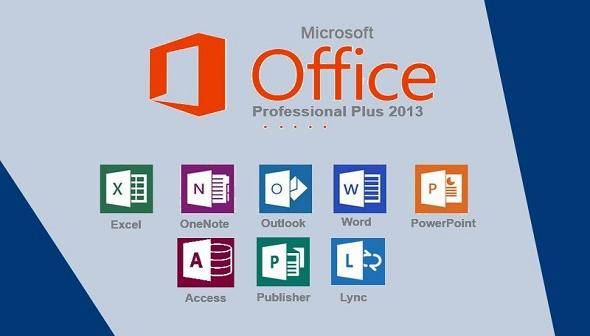 Microsoft
Office
Professional Plus 2013
X N O W P
Excel OneNote Outlook Word PowerPoint
A P L
Access Publisher Lync